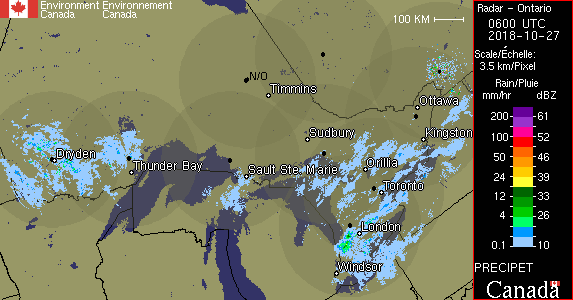 Environment Environnement
Canada Canada
100 KM
Radar - Ontario
0600 UTC
2018-10-27
Scale/Échelle:
3.5 km/Pixel
Rain/Pluie
mm/hr dBZ
200 61
100 52
50 46
24 39
12 33
4 26
0.1 10
PRECIPET
Canada
N/O
Timmins
Ottawa
Sudbury
Kingston
Dryden
Thunder Bay
Sault Ste. Marie
Orillia
Toronto
London
Windsor